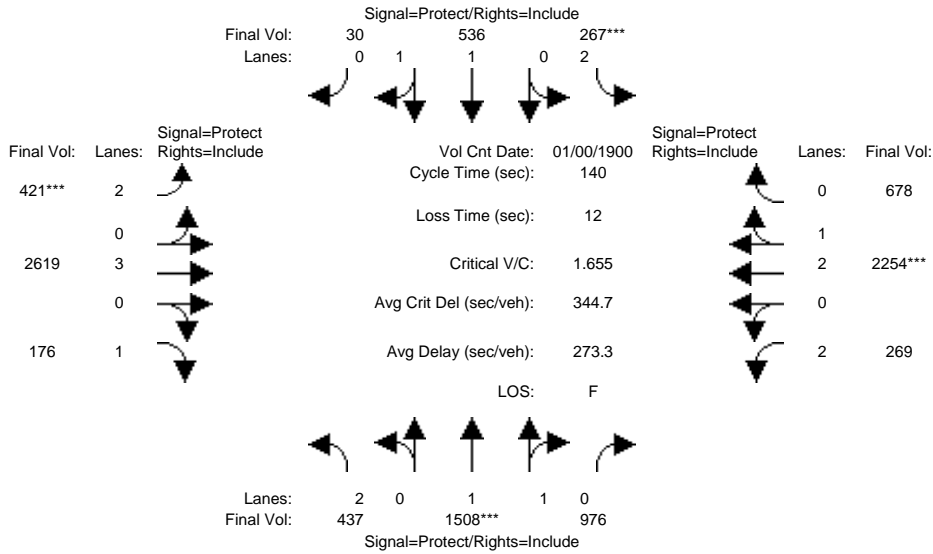 Signal=Protect/Rights=Include
Final Vol: 30 536 267***
Lanes: 0 1 1 0 2
Signal=Protect
Final Vol: Lanes: Rights=Include
Vol Cnt Date: 01/00/1900
Signal=Protect
Rights=Include Lanes: Final Vol:
Cycle Time (sec): 140
421*** 2
0 678
Loss Time (sec): 12
0
1
2619 3
Critical V/C: 1.655
2 2254***
0
Avg Crit Del (sec/veh): 344.7
0
176 1
Avg Delay (sec/veh): 273.3
2 269
LOS: F
Lanes: 2 0 1 1 0
Final Vol: 437 1508*** 976
Signal=Protect/Rights=Include